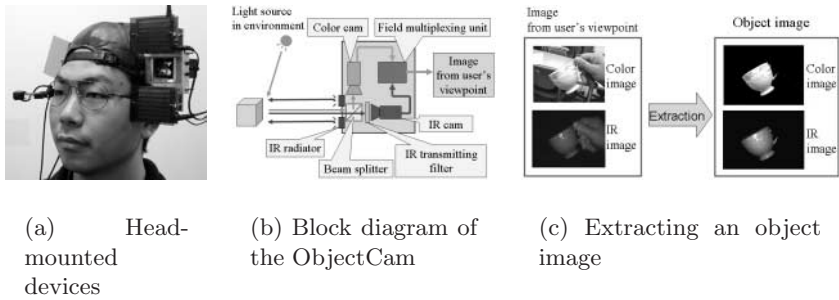 Light source
in environment
Color cam
Field multiplexing unit
Image
from user's
viewpoint
IR cam
IR radiator
Beam splitter
IR transmitting
filter
Image
from user's viewpoint
Object image
Color
image
IR
image
Extraction
Color
image
IR
image
(a) Head-
mounted
devices
(b) Block diagram of
the ObjectCam
(c) Extracting an object
image